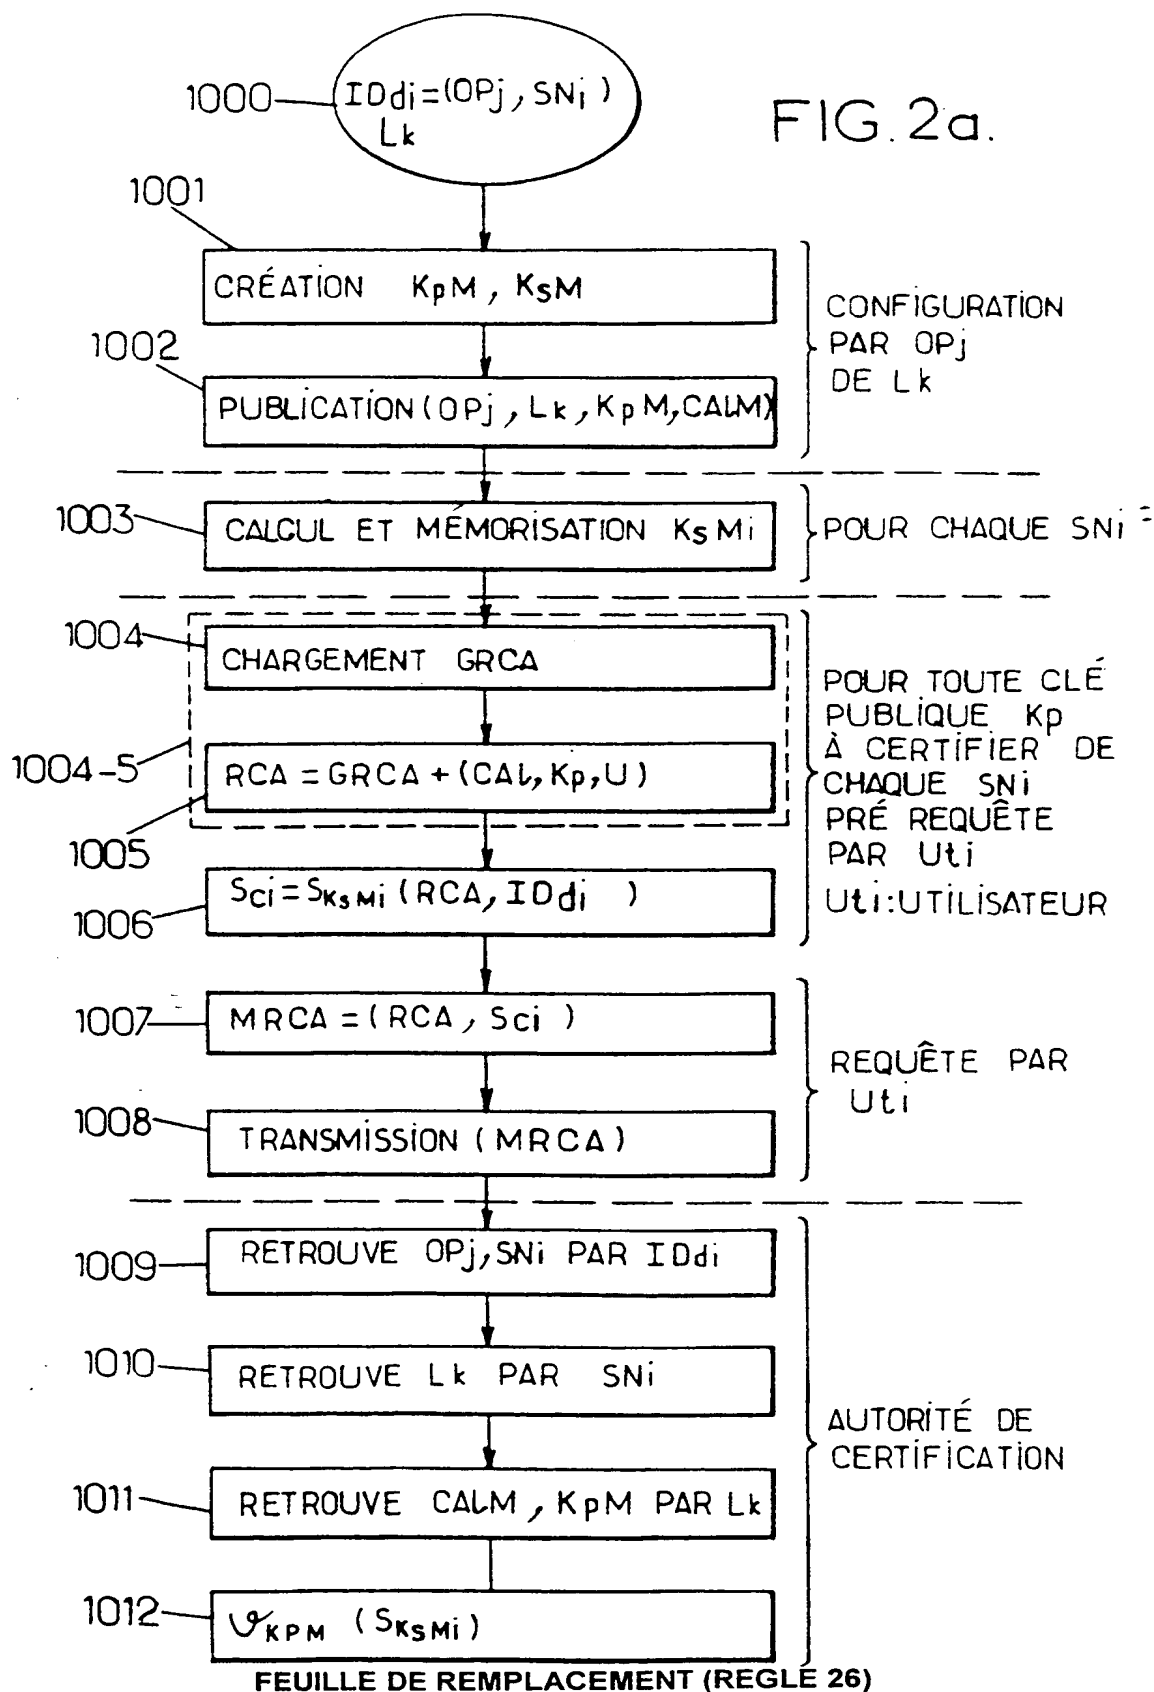 1000
IDdi=(OPj, SNi)
Lk
FIG.2a.
1001
CRÉATION KpM, KsM
1002
PUBLICATION(OPj, Lk, KpM, CALM)
CONFIGURATION
PAR OPj
DE Lk
1003
CALCUL ET MÉMORISATION KsMi
POUR CHAQUE SNi
1004
CHARGEMENT GRCA
1004-5
RCA = GRCA + (CAL, Kp, U)
1005
Sci = SKsMi (RCA, IDdi )
1006
POUR TOUTE CLÉ
PUBLIQUE Kp
À CERTIFIER DE
CHAQUE SNi
PRÉ REQUÊTE
PAR Uti
Uti:UTILISATEUR
1007
MRCA = (RCA, Sci )
1008
TRANSMISSION (MRCA)
REQUÊTE PAR
Uti
1009
RETROUVE OPj, SNi PAR IDdi
1010
RETROUVE Lk PAR SNi
1011
RETROUVE CALM, KpM PAR Lk
1012
𝒱KPM (SKsMi)
AUTORITÉ DE
CERTIFICATION
FEUILLE DE REMPLACEMENT (REGLE 26)